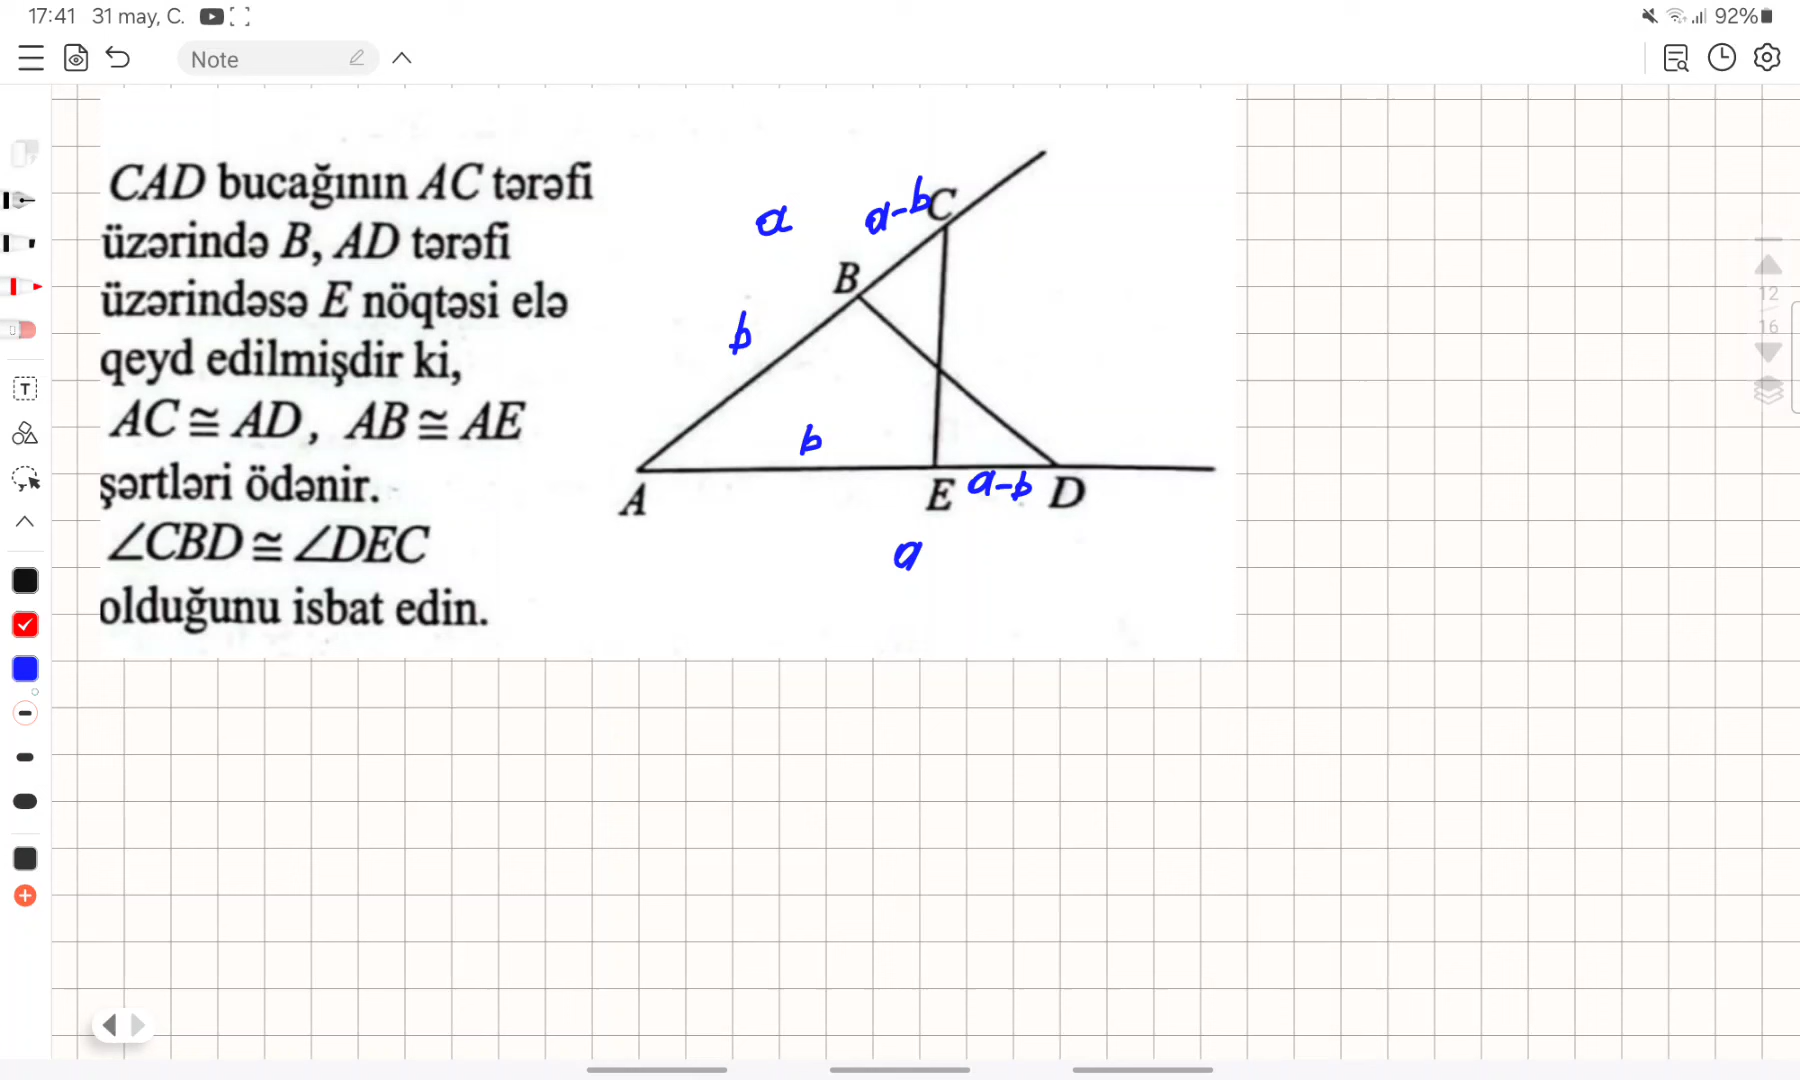 17:41 31 may, C. 92%
Note
CAD bucağının AC tərəfi
üzərində B, AD tərəfi
üzərindəsə E nöqtəsi elə
qeyd edilmişdir ki,
AC ≅ AD, AB ≅ AE
şərtləri ödənir.
∠CBD ≅ ∠DEC
olduğunu isbat edin.
a
a-b
C
B
b
b
A
E
a-b
D
a
T
12
16